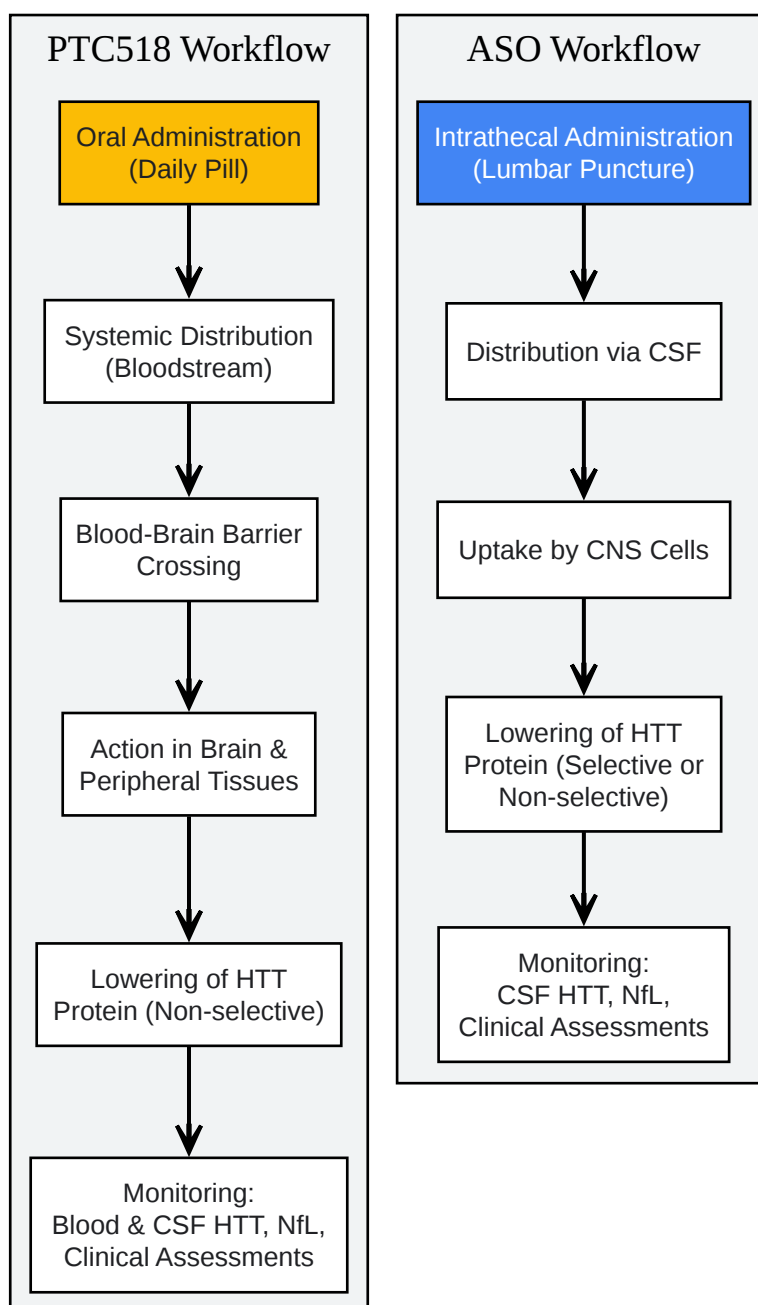 PTC518 Workflow
Oral Administration
(Daily Pill)
Systemic Distribution
(Bloodstream)
Blood-Brain Barrier
Crossing
Action in Brain &
Peripheral Tissues
Lowering of HTT
Protein (Non-selective)
Monitoring:
Blood & CSF HTT, NfL,
Clinical Assessments
ASO Workflow
Intrathecal Administration
(Lumbar Puncture)
Distribution via CSF
Uptake by CNS Cells
Lowering of HTT
Protein (Selective or
Non-selective)
Monitoring:
CSF HTT, NfL,
Clinical Assessments